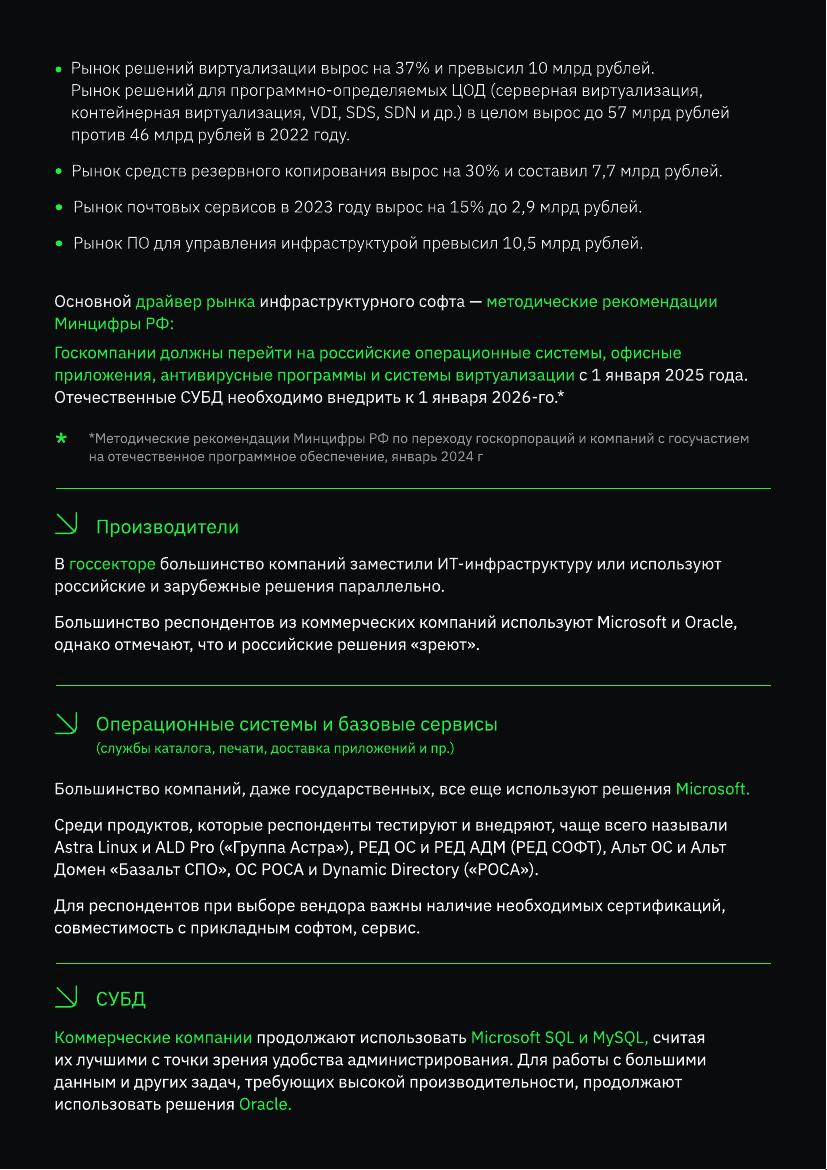 Рынок решений виртуализации вырос на 37% и превысил 10 млрд рублей.
Рынок решений для программно-определяемых ЦОД (серверная виртуализация,
контейнерная виртуализация, VDI, SDS, SDN и др.) в целом вырос до 57 млрд рублей
против 46 млрд рублей в 2022 году.
Рынок средств резервного копирования вырос на 30% и составил 7,7 млрд рублей.
Рынок почтовых сервисов в 2023 году вырос на 15% до 2,9 млрд рублей.
Рынок ПО для управления инфраструктурой превысил 10,5 млрд рублей.
Основной драйвер рынка инфраструктурного софта — методические рекомендации
Минцифры РФ:
Госкомпании должны перейти на российские операционные системы, офисные
приложения, антивирусные программы и системы виртуализации с 1 января 2025 года.
Отечественные СУБД необходимо внедрить к 1 января 2026-го.*
* *Методические рекомендации Минцифры РФ по переходу госкорпораций и компаний с госучастием
на отечественное программное обеспечение, январь 2024 г
Производители
В госсекторе большинство компаний заместили ИТ-инфраструктуру или используют
российские и зарубежные решения параллельно.
Большинство респондентов из коммерческих компаний используют Microsoft и Oracle,
однако отмечают, что и российские решения «зреют».
Операционные системы и базовые сервисы
(службы каталога, печати, доставка приложений и пр.)
Большинство компаний, даже государственных, все еще используют решения Microsoft.
Среди продуктов, которые респонденты тестируют и внедряют, чаще всего называли
Astra Linux и ALD Pro («Группа Астра»), РЕД ОС и РЕД АДМ (РЕД СОФТ), Альт ОС и Альт
Домен «Базальт СПО», ОС РОСА и Dynamic Directory («РОСА»).
Для респондентов при выборе вендора важны наличие необходимых сертификаций,
совместимость с прикладным софтом, сервис.
СУБД
Коммерческие компании продолжают использовать Microsoft SQL и MySQL, считая
их лучшими с точки зрения удобства администрирования. Для работы с большими
данным и других задач, требующих высокой производительности, продолжают
использовать решения Oracle.